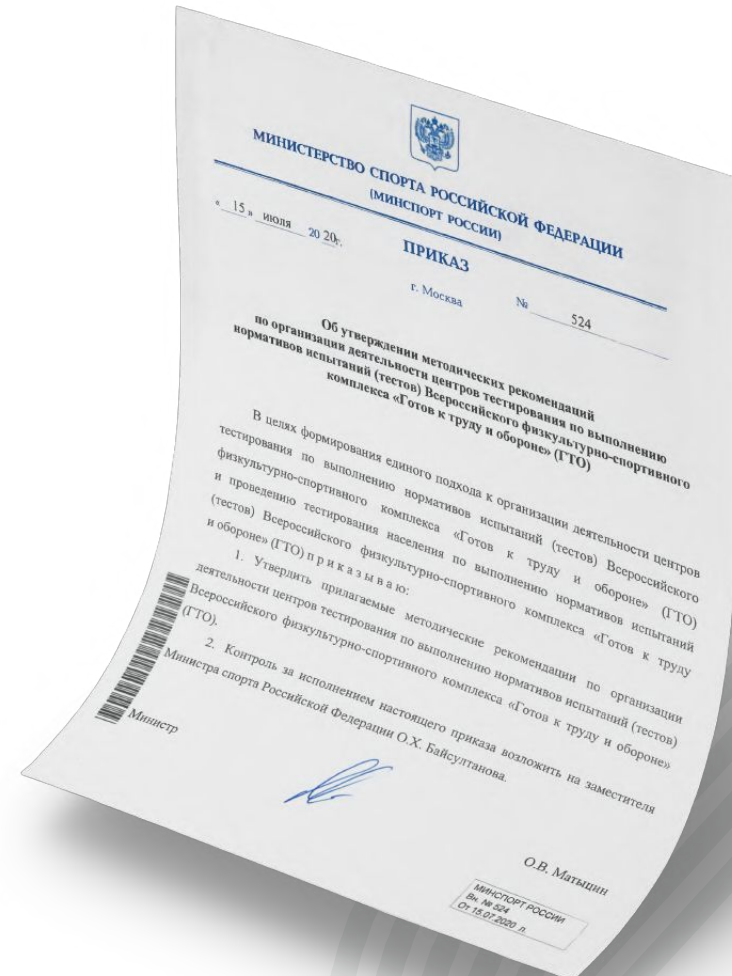 МИНИСТЕРСТВО СПОРТА РОССИЙСКОЙ ФЕДЕРАЦИИ
(МИНСПОРТ РОССИИ)
« 15 » июля 20 20г.
ПРИКАЗ
г. Москва
№ 524
Об утверждении методических рекомендаций
по организации деятельности центров тестирования по выполнению
нормативов испытаний (тестов) Всероссийского физкультурно-спортивного
комплекса «Готов к труду и обороне» (ГТО)
В целях формирования единого подхода к организации деятельности центров
тестирования по выполнению нормативов испытаний (тестов) Всероссийского
физкультурно-спортивного комплекса «Готов к труду и обороне» (ГТО)
и проведению тестирования населения по выполнению нормативов испытаний
(тестов) Всероссийского физкультурно-спортивного комплекса «Готов к труду
и обороне» (ГТО) п р и к а з ы в а ю:
1. Утвердить прилагаемые методические рекомендации по организации
деятельности центров тестирования по выполнению нормативов испытаний (тестов)
Всероссийского физкультурно-спортивного комплекса «Готов к труду и обороне»
(ГТО).
2. Контроль за исполнением настоящего приказа возложить на заместителя
Министра спорта Российской Федерации О.Х. Байсултанова.
Министр
О.В. Матыцин
МИНСПОРТ РОССИИ
Вн. № 524
От 15.07.2020 л.